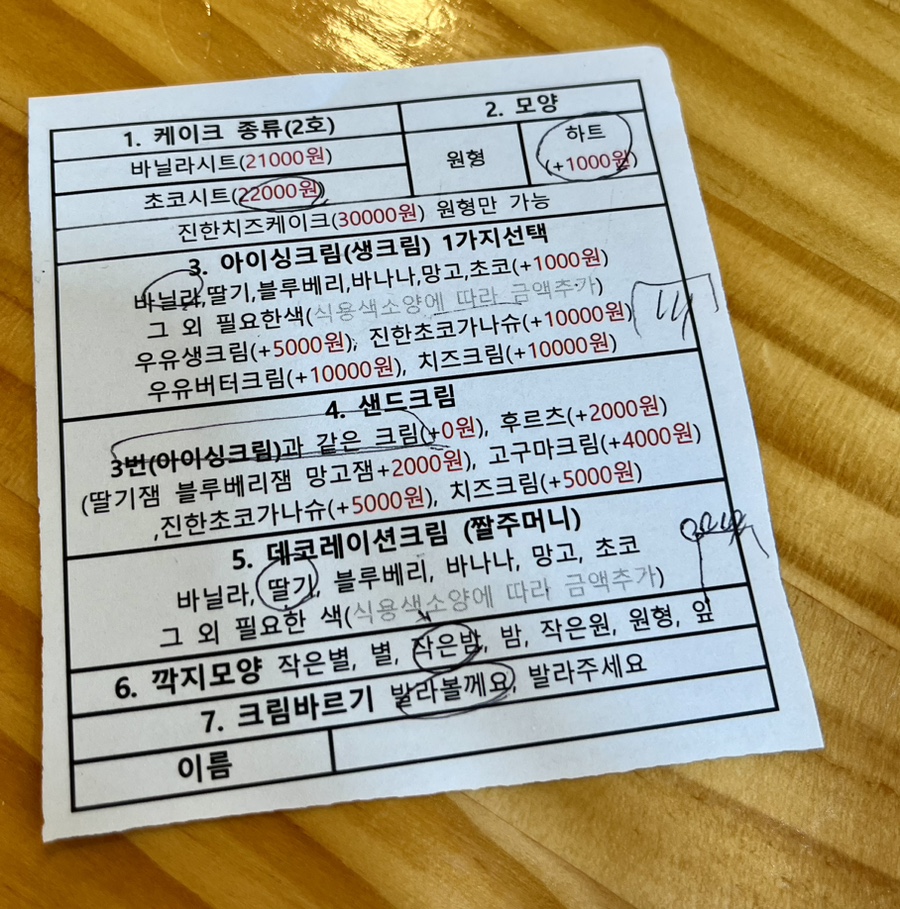 1. 케이크 종류(2호)
2. 모양
바닐라시트(21000원)
원형
하트
(+1000원)
초코시트(22000원)
진한치즈케이크(30000원) 원형만 가능
3. 아이싱크림(생크림) 1가지선택
바닐라,딸기,블루베리,바나나,망고,초코(+1000원)
그 외 필요한색(식용색소양에 따라 금액추가)
우유생크림(+5000원), 진한초코가나슈(+10000원)
우유버터크림(+10000원), 치즈크림(+10000원)
4. 샌드크림
3번(아이싱크림)과 같은 크림(+0원), 후르츠(+2000원)
(딸기잼 블루베리잼 망고잼+2000원), 고구마크림(+4000원)
,진한초코가나슈(+5000원), 치즈크림(+5000원)
5. 데코레이션크림 (짤주머니)
바닐라, 딸기, 블루베리, 바나나, 망고, 초코
그 외 필요한 색(식용색소양에 따라 금액추가)
6. 깍지모양 작은별, 별, 작은밤, 밤, 작은원, 원형, 잎
7. 크림바르기 발라볼께요, 발라주세요
이름